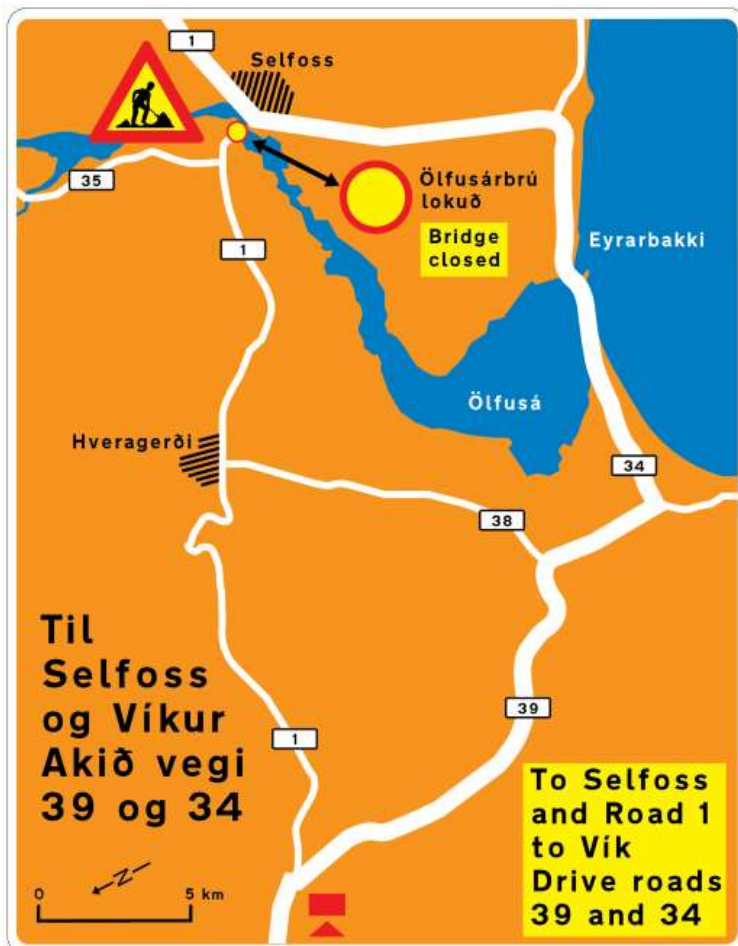 1
Selfoss
35
Ölfusárbrú
lokuð
Bridge
closed
1
Eyrarbakki
Ölfusá
Hveragerði
34
38
Til
Selfoss
og Víkur
Akið vegi
39 og 34
39
1
To Selfoss
and Road 1
to Vík
Drive roads
39 and 34
N
0 5 km